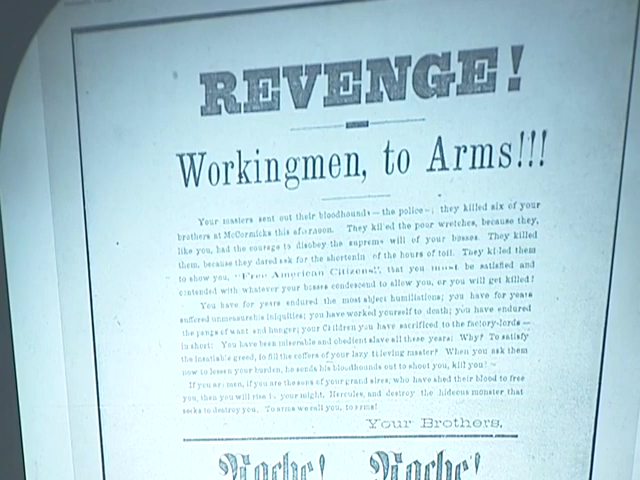 REVENGE!
Workingmen, to Arms!!!
Your masters sent out their bloodhounds — the police —; they killed six of your
brothers at McCormicks this afternoon. They killed the poor wretches, because they,
like you, had the courage to disobey the supreme will of your bosses. They killed
them, because they dared ask for the shortenin of the hours of toil. They killed them
to show you, "Free American Citizens!", that you must be satisfied and
contended with whatever your bosses condescend to allow you, or you will get killed!
You have for years endured the most abject humiliations; you have for years
suffered unmeasurable iniquities; you have worked yourself to death; you have endured
the pangs of want and hunger; your Children you have sacrificed to the factory-lords —
in short: You have been miserable and obedient slave all these years: Why? To satisfy
the insatiable greed, to fill the coffers of your lazy thieving master? When you ask them
now to lessen your burden, he sends his bloodhounds out to shoot you, kill you!
If you are men, if you are the sons of your grand sires, who have shed their blood to free
you, then you will rise in your might, Hercules, and destroy the hideous monster that
seeks to destroy you. To arms we call you, to arms!
Your Brothers.
Rache! Rache!